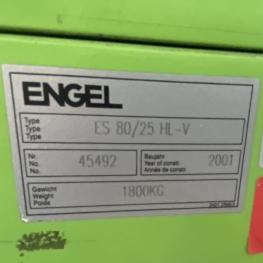 ENGEL
Type
Type ES 80/25 HL-V
Type
Nr. Baujahr
No. 45492 Year of constr. 2001
No. Année de constr.
Gewicht
Weight 1800KG
Poids